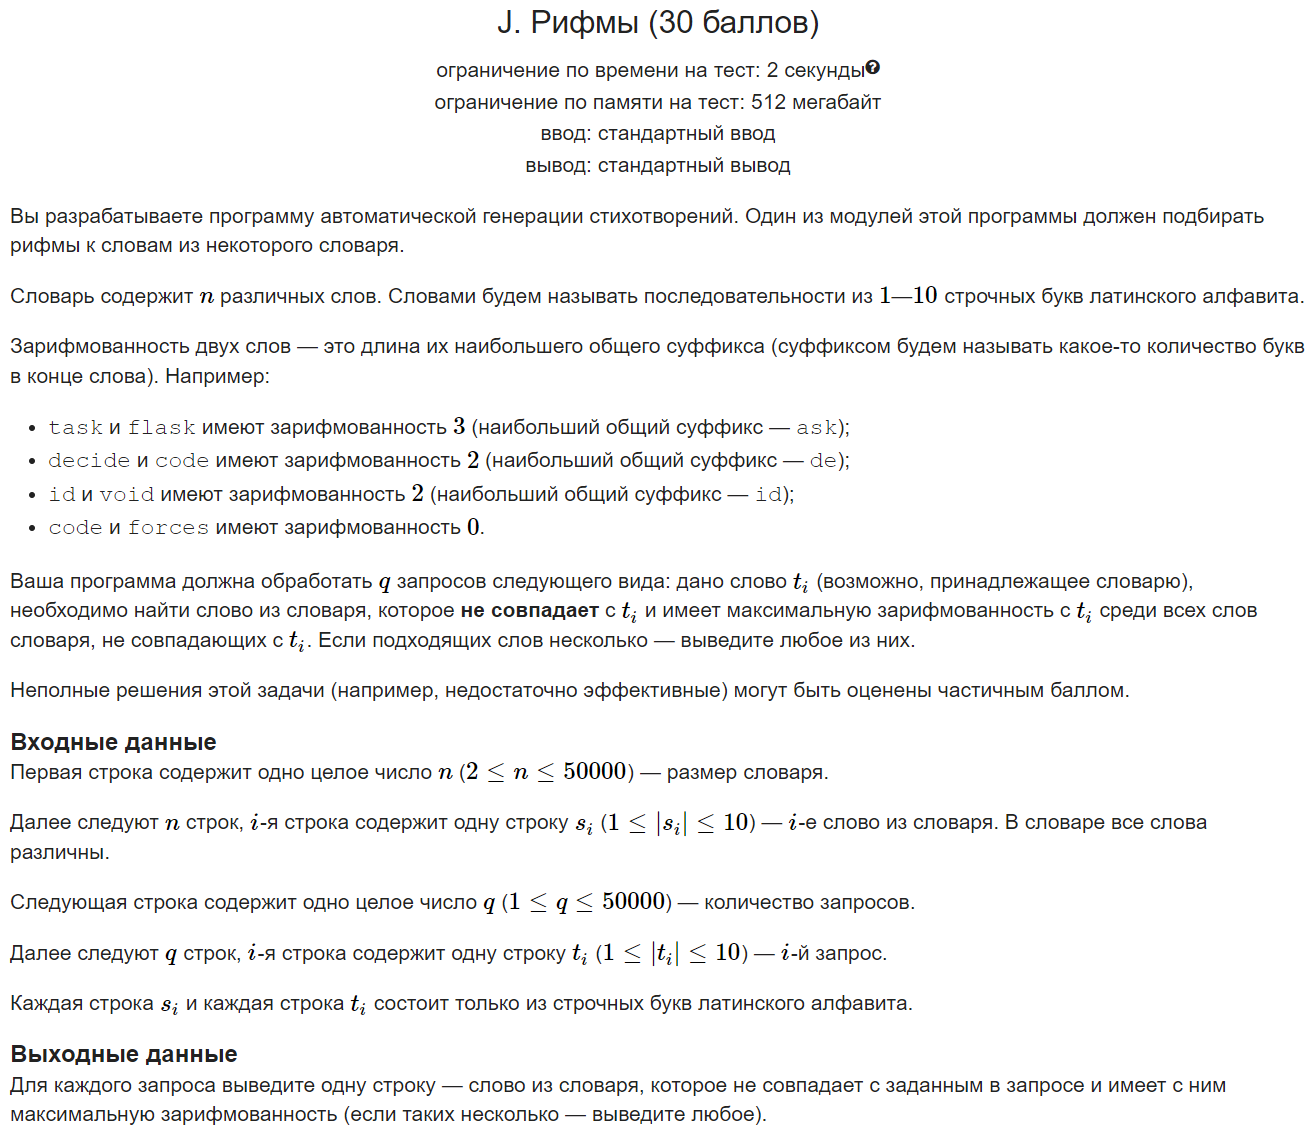 J. Рифмы (30 баллов)
ограничение по времени на тест: 2 секунды
ограничение по памяти на тест: 512 мегабайт
ввод: стандартный ввод
вывод: стандартный вывод
Вы разрабатываете программу автоматической генерации стихотворений. Один из модулей этой программы должен подбирать
рифмы к словам из некоторого словаря.
Словарь содержит n различных слов. Словами будем называть последовательности из 1—10 строчных букв латинского алфавита.
Зарифмованность двух слов — это длина их наибольшего общего суффикса (суффиксом будем называть какое-то количество букв
в конце слова). Например:
• task и flask имеют зарифмованность 3 (наибольший общий суффикс — ask);
• decide и code имеют зарифмованность 2 (наибольший общий суффикс — de);
• id и void имеют зарифмованность 2 (наибольший общий суффикс — id);
• code и forces имеют зарифмованность 0.
Ваша программа должна обработать q запросов следующего вида: дано слово t_i (возможно, принадлежащее словарю),
необходимо найти слово из словаря, которое не совпадает с t_i и имеет максимальную зарифмованность с t_i среди всех слов
словаря, не совпадающих с t_i. Если подходящих слов несколько — выведите любое из них.
Неполные решения этой задачи (например, недостаточно эффективные) могут быть оценены частичным баллом.
Входные данные
Первая строка содержит одно целое число n (2 ≤ n ≤ 50000) — размер словаря.
Далее следуют n строк, i-я строка содержит одну строку s_i (1 ≤ |s_i| ≤ 10) — i-е слово из словаря. В словаре все слова
различны.
Следующая строка содержит одно целое число q (1 ≤ q ≤ 50000) — количество запросов.
Далее следуют q строк, i-я строка содержит одну строку t_i (1 ≤ |t_i| ≤ 10) — i-й запрос.
Каждая строка s_i и каждая строка t_i состоит только из строчных букв латинского алфавита.
Выходные данные
Для каждого запроса выведите одну строку — слово из словаря, которое не совпадает с заданным в запросе и имеет с ним
максимальную зарифмованность (если таких несколько — выведите любое).